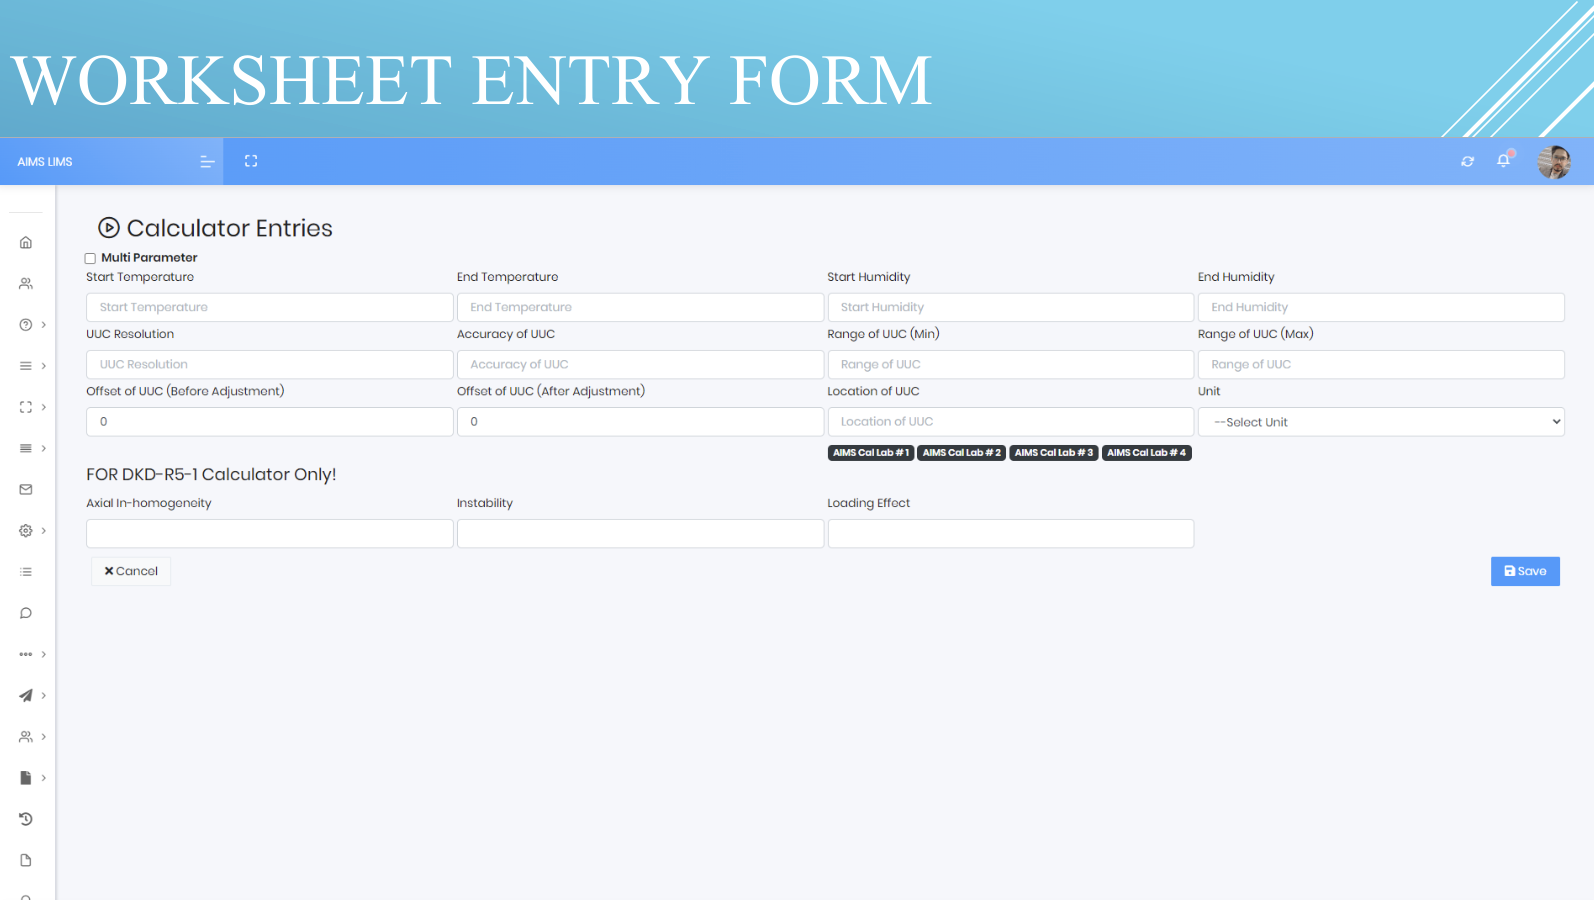 WORKSHEET ENTRY FORM
AIMS LIMS
Calculator Entries
Multi Parameter
Start Temperature End Temperature Start Humidity End Humidity
Start Temperature End Temperature Start Humidity End Humidity
UUC Resolution Accuracy of UUC Range of UUC (Min) Range of UUC (Max)
UUC Resolution Accuracy of UUC Range of UUC Range of UUC
Offset of UUC (Before Adjustment) Offset of UUC (After Adjustment) Location of UUC Unit
0 0 Location of UUC --Select Unit
AIMS Cal Lab # 1 AIMS Cal Lab # 2 AIMS Cal Lab # 3 AIMS Cal Lab # 4
FOR DKD-R5-1 Calculator Only!
Axial In-homogeneity Instability Loading Effect
Cancel Save